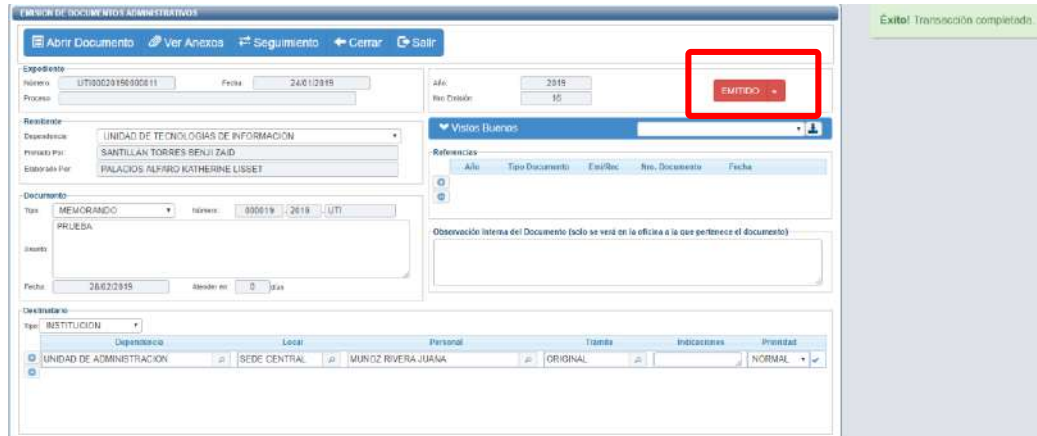 EMISION DE DOCUMENTOS ADMINISTRATIVOS
Éxito! Transacción completada.
Abrir Documento Ver Anexos Seguimiento Cerrar Salir
Expediente
Número: UTI00020190000011 Fecha: 24/01/2019
Proceso:
Año: 2019
Nro Emisión: 16
EMITIDO
Remitente
Dependencia: UNIDAD DE TECNOLOGIAS DE INFORMACION
Firmado Por: SANTILLAN TORRES BENJI ZAID
Elaborado Por: PALACIOS ALFARO KATHERINE LISSET
Vistos Buenos
Referencias
Año Tipo Documento Emi/Rec Nro. Documento Fecha
Documento
Tipo MEMORANDO Número: 000019 2019 UTI
Asunto PRUEBA
Fecha 28/02/2019 Atender en: 0 días
Observación Interna del Documento (solo se verá en la oficina a la que pertenece el documento)
Destinatario
Tipo: INSTITUCION
Dependencia Local Personal Trámite Indicaciones Prioridad
UNIDAD DE ADMINISTRACION SEDE CENTRAL MUNOZ RIVERA JUANA ORIGINAL NORMAL